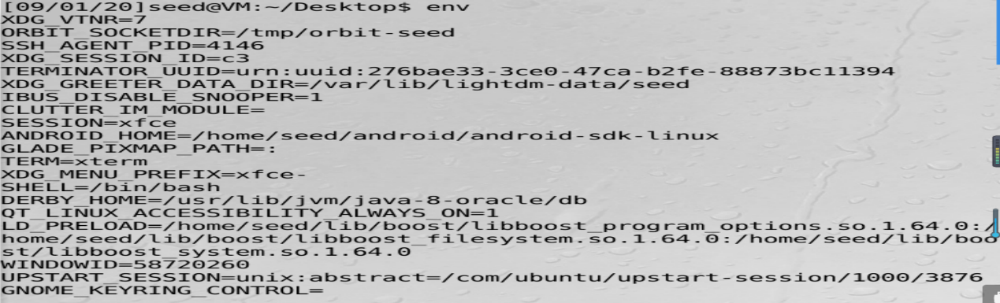 [09/01/20]seed@VM:~/Desktop$ env
XDG_VTNR=7
ORBIT_SOCKETDIR=/tmp/orbit-seed
SSH_AGENT_PID=4146
XDG_SESSION_ID=c3
TERMINATOR_UUID=urn:uuid:276bae33-3ce0-47ca-b2fe-88873bc11394
XDG_GREETER_DATA_DIR=/var/lib/lightdm-data/seed
IBUS_DISABLE_SNOOPER=1
CLUTTER_IM_MODULE=
SESSION=xfce
ANDROID_HOME=/home/seed/android/android-sdk-linux
GLADE_PIXMAP_PATH=:
TERM=xterm
XDG_MENU_PREFIX=xfce-
SHELL=/bin/bash
DERBY_HOME=/usr/lib/jvm/java-8-oracle/db
QT_LINUX_ACCESSIBILITY_ALWAYS_ON=1
LD_PRELOAD=/home/seed/lib/boost/libboost_program_options.so.1.64.0:/
home/seed/lib/boost/libboost_filesystem.so.1.64.0:/home/seed/lib/boo
st/libboost_system.so.1.64.0
WINDOWID=58720260
UPSTART_SESSION=unix:abstract=/com/ubuntu/upstart-session/1000/3876
GNOME_KEYRING_CONTROL=